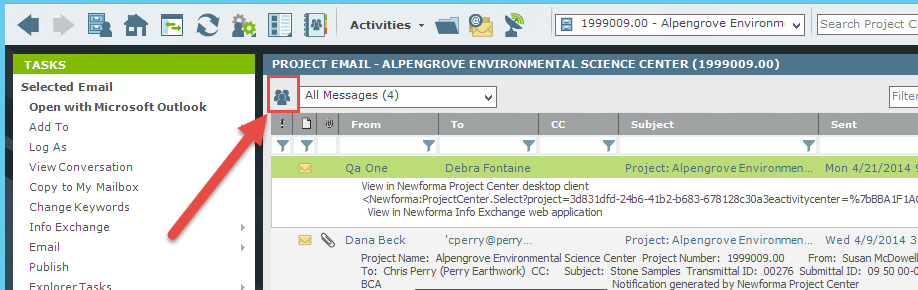 Activities
1999009.00 - Alpengrove Environm
Search Project C
TASKS
Selected Email
Open with Microsoft Outlook
Add To
Log As
View Conversation
Copy to My Mailbox
Change Keywords
Info Exchange
Email
Publish
Explorer Tasks
PROJECT EMAIL - ALPENGROVE ENVIRONMENTAL SCIENCE CENTER (1999009.00)
All Messages (4)
Filter
! From To CC Subject Sent
Qa One Debra Fontaine Project: Alpengrove Environmen... Mon 4/21/2014 9
View in Newforma Project Center desktop client
<Newforma:ProjectCenter.Select?project=3d831dfd-24b6-41b2-b683-678128c30a3eactivitycenter=%7bBBA1F1AC
View in Newforma Info Exchange web application
Dana Beck 'cperry@perry... Project: Alpengrove Environmen... Wed 4/9/2014 3
Project Name: Alpengrove Environmental Science Center Project Number: 1999009.00 From: Susan McDowell
To: Chris Perry (Perry Earthwork) CC: Subject: Stone Samples Transmittal ID: 00276 Submittal ID: 09 50 00-0
BCA ____________________ Notification generated by Newforma Project Center